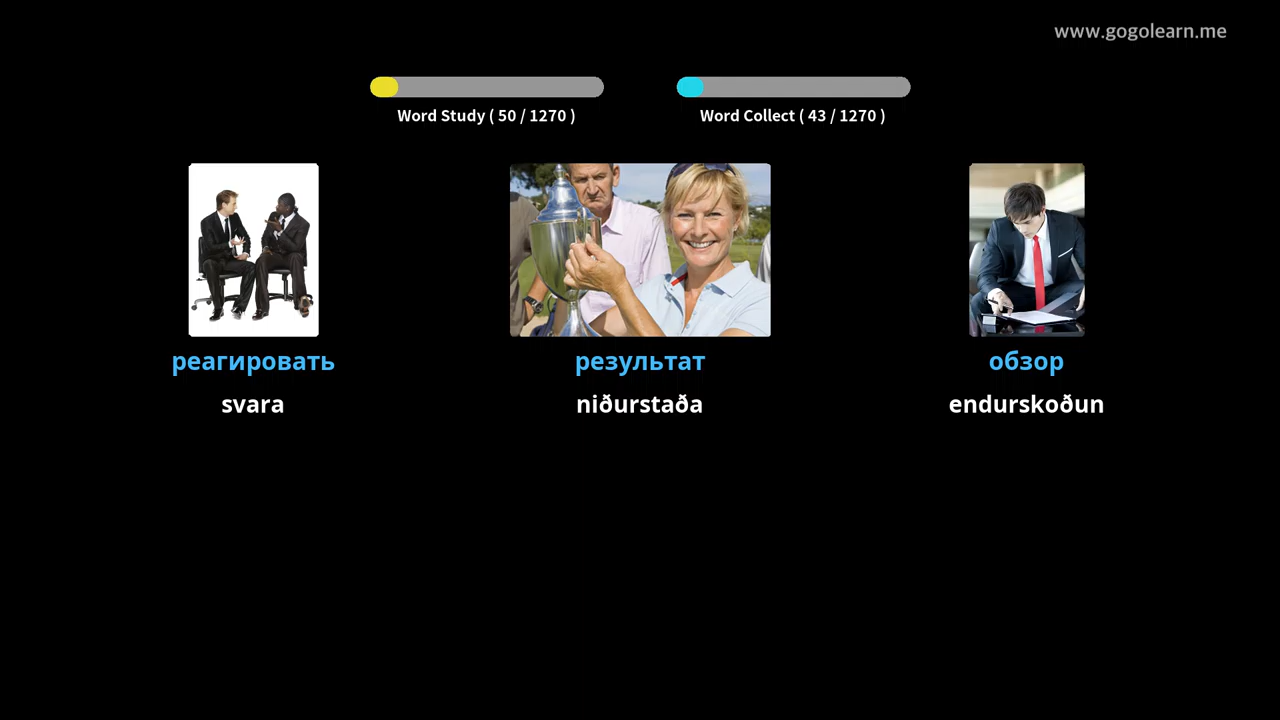 www.gogolearn.me
Word Study ( 50 / 1270 )
Word Collect ( 43 / 1270 )
реагировать
результат
обзор
svara
niðurstaða
endurskoðun